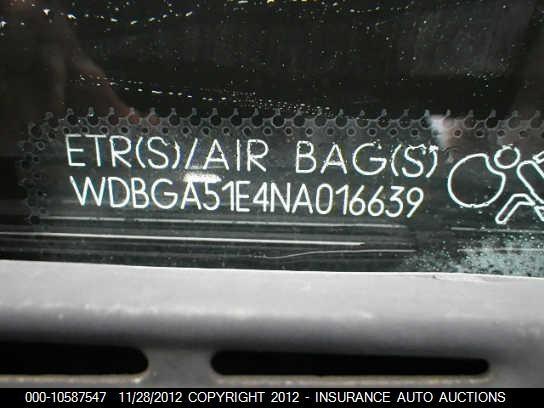 ETR(S)/AIR BAG(S)
WDBGA51E4NA016639
000-10587547 11/28/2012 COPYRIGHT 2012 - INSURANCE AUTO AUCTIONS